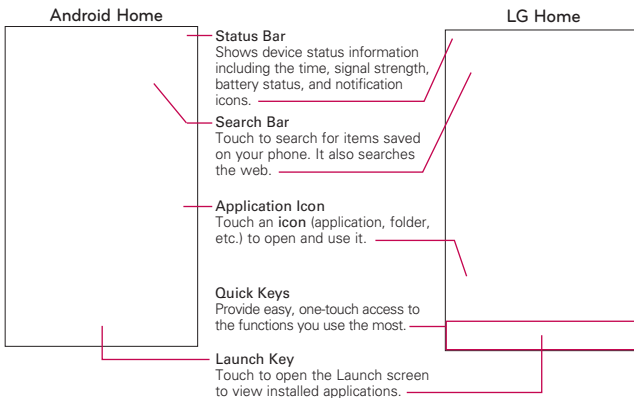 Android Home
LG Home
Status Bar
Shows device status information
including the time, signal strength,
battery status, and notification
icons.
Search Bar
Touch to search for items saved
on your phone. It also searches
the web.
Application Icon
Touch an icon (application, folder,
etc.) to open and use it.
Quick Keys
Provide easy, one-touch access to
the functions you use the most.
Launch Key
Touch to open the Launch screen
to view installed applications.